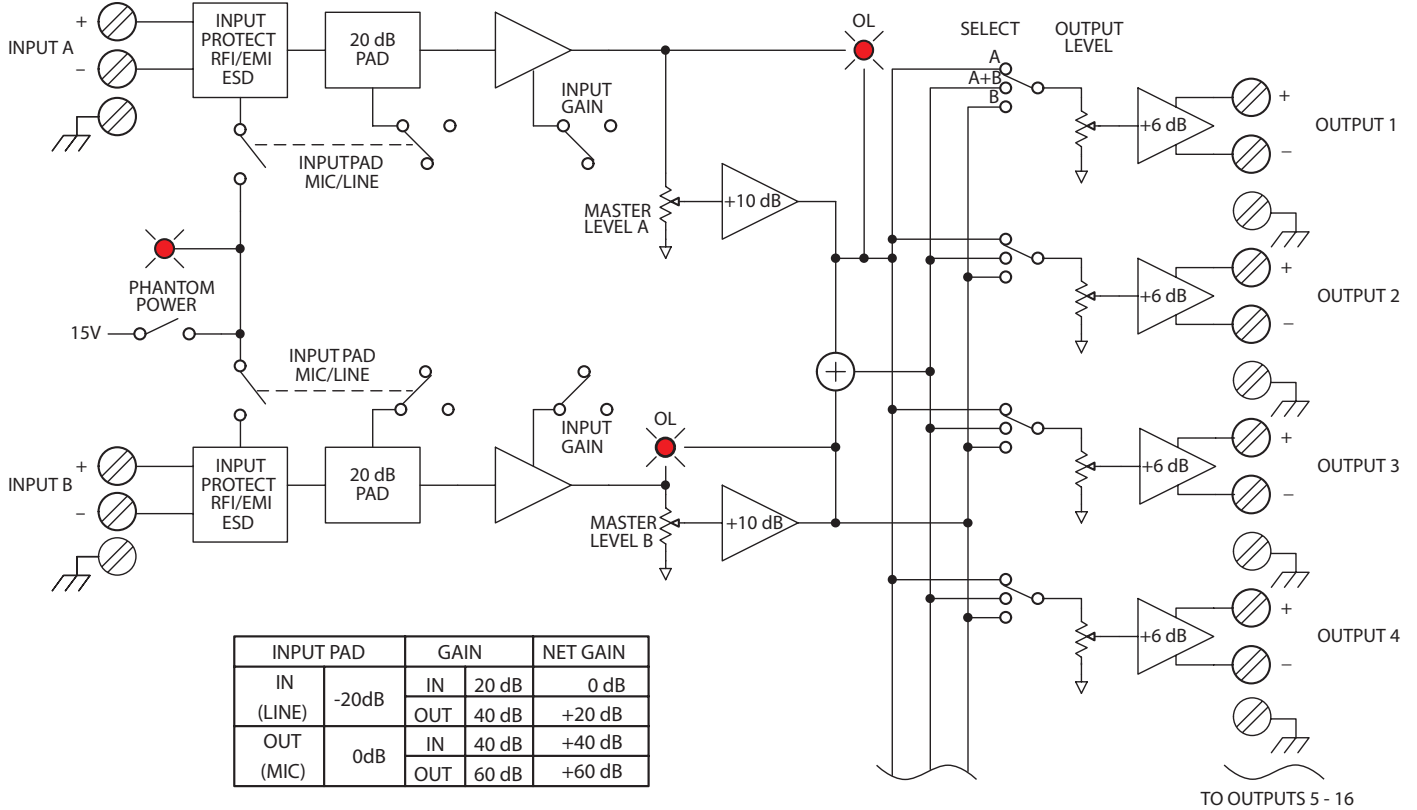 INPUT A
+
−
INPUT
PROTECT
RFI/EMI
ESD
20 dB
PAD
INPUT
GAIN
INPUT PAD
MIC/LINE
OL
MASTER
LEVEL A
+10 dB
PHANTOM
POWER
15V
INPUT PAD
MIC/LINE
INPUT B
+
−
INPUT
PROTECT
RFI/EMI
ESD
20 dB
PAD
INPUT
GAIN
OL
MASTER
LEVEL B
+10 dB
+
SELECT
OUTPUT
LEVEL
A
A+B
B
+6 dB
+
−
OUTPUT 1
+6 dB
+
−
OUTPUT 2
+6 dB
+
−
OUTPUT 3
+6 dB
+
−
OUTPUT 4
TO OUTPUTS 5 - 16
INPUT PAD GAIN NET GAIN
IN
(LINE)
-20dB
IN 20 dB 0 dB
OUT 40 dB +20 dB
OUT
(MIC)
0dB
IN 40 dB +40 dB
OUT 60 dB +60 dB